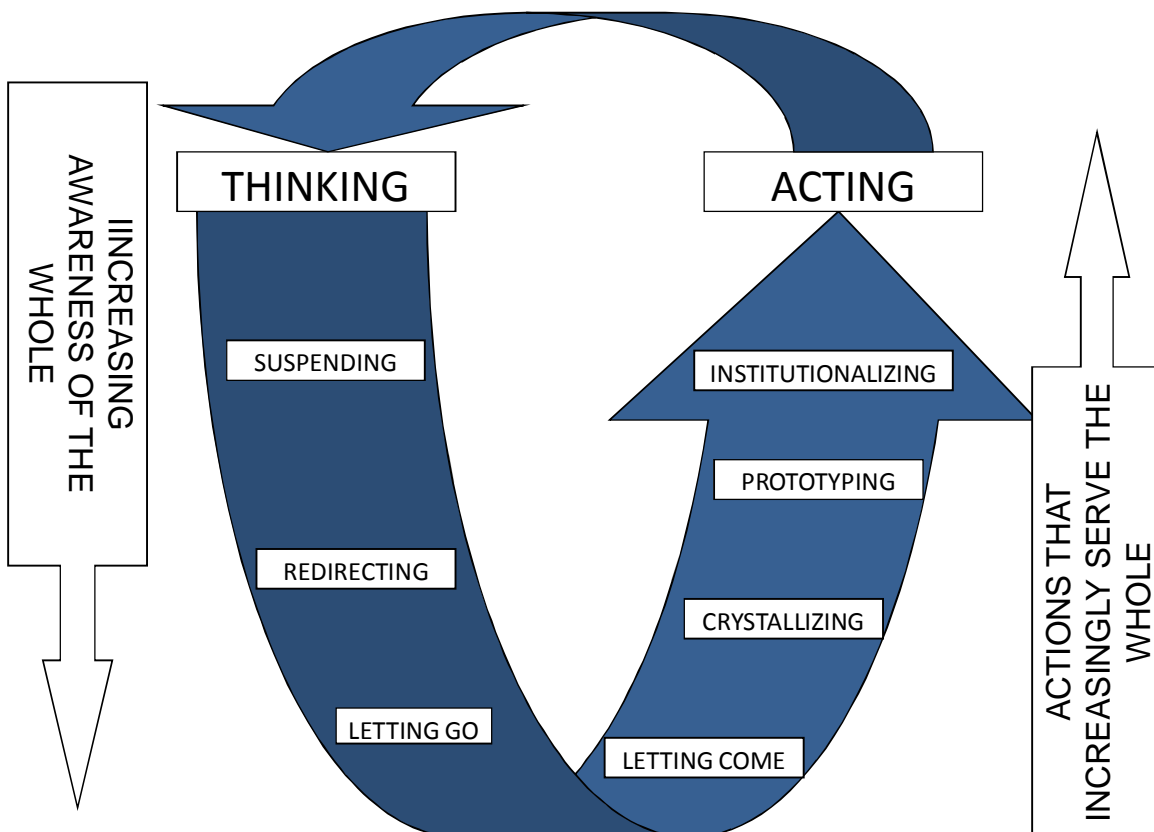 IINCREASING
AWARENESS OF THE
WHOLE
THINKING
SUSPENDING
REDIRECTING
LETTING GO
LETTING COME
CRYSTALLIZING
PROTOTYPING
INSTITUTIONALIZING
ACTING
ACTIONS THAT
INCREASINGLY SERVE THE
WHOLE